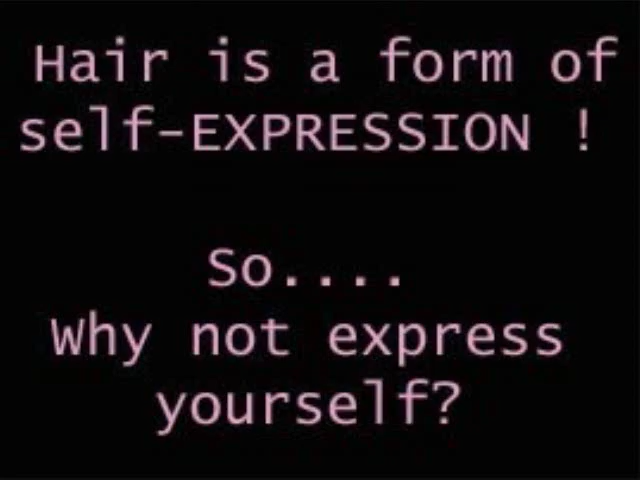 Hair is a form of
self-EXPRESSION !
So....
Why not express
yourself?